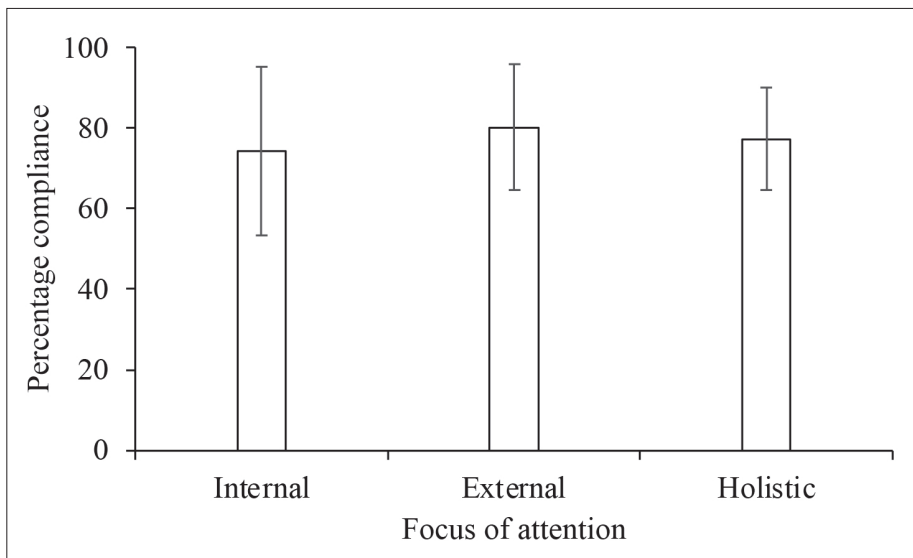 Percentage compliance
100
80
60
40
20
0
Internal External Holistic
Focus of attention